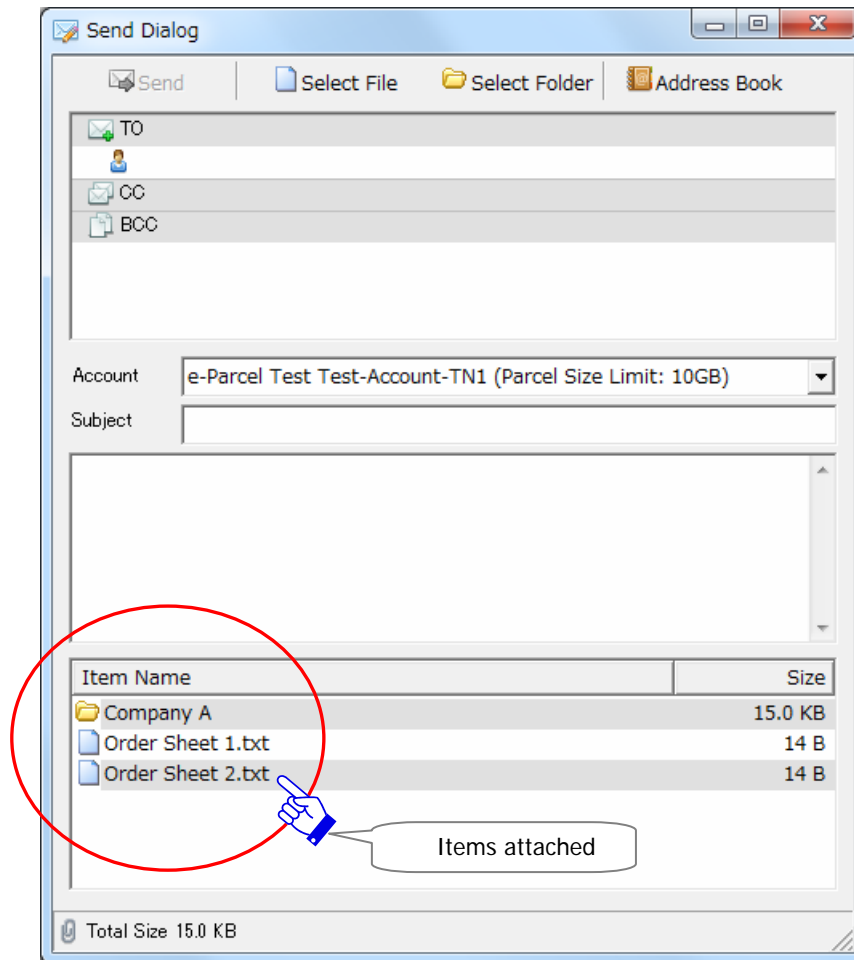 Send Dialog
Send Select File Select Folder Address Book
TO
CC
BCC
Account e-Parcel Test Test-Account-TN1 (Parcel Size Limit: 10GB)
Subject
Item Name Size
Company A 15.0 KB
Order Sheet 1.txt 14 B
Order Sheet 2.txt 14 B
Items attached
Total Size 15.0 KB